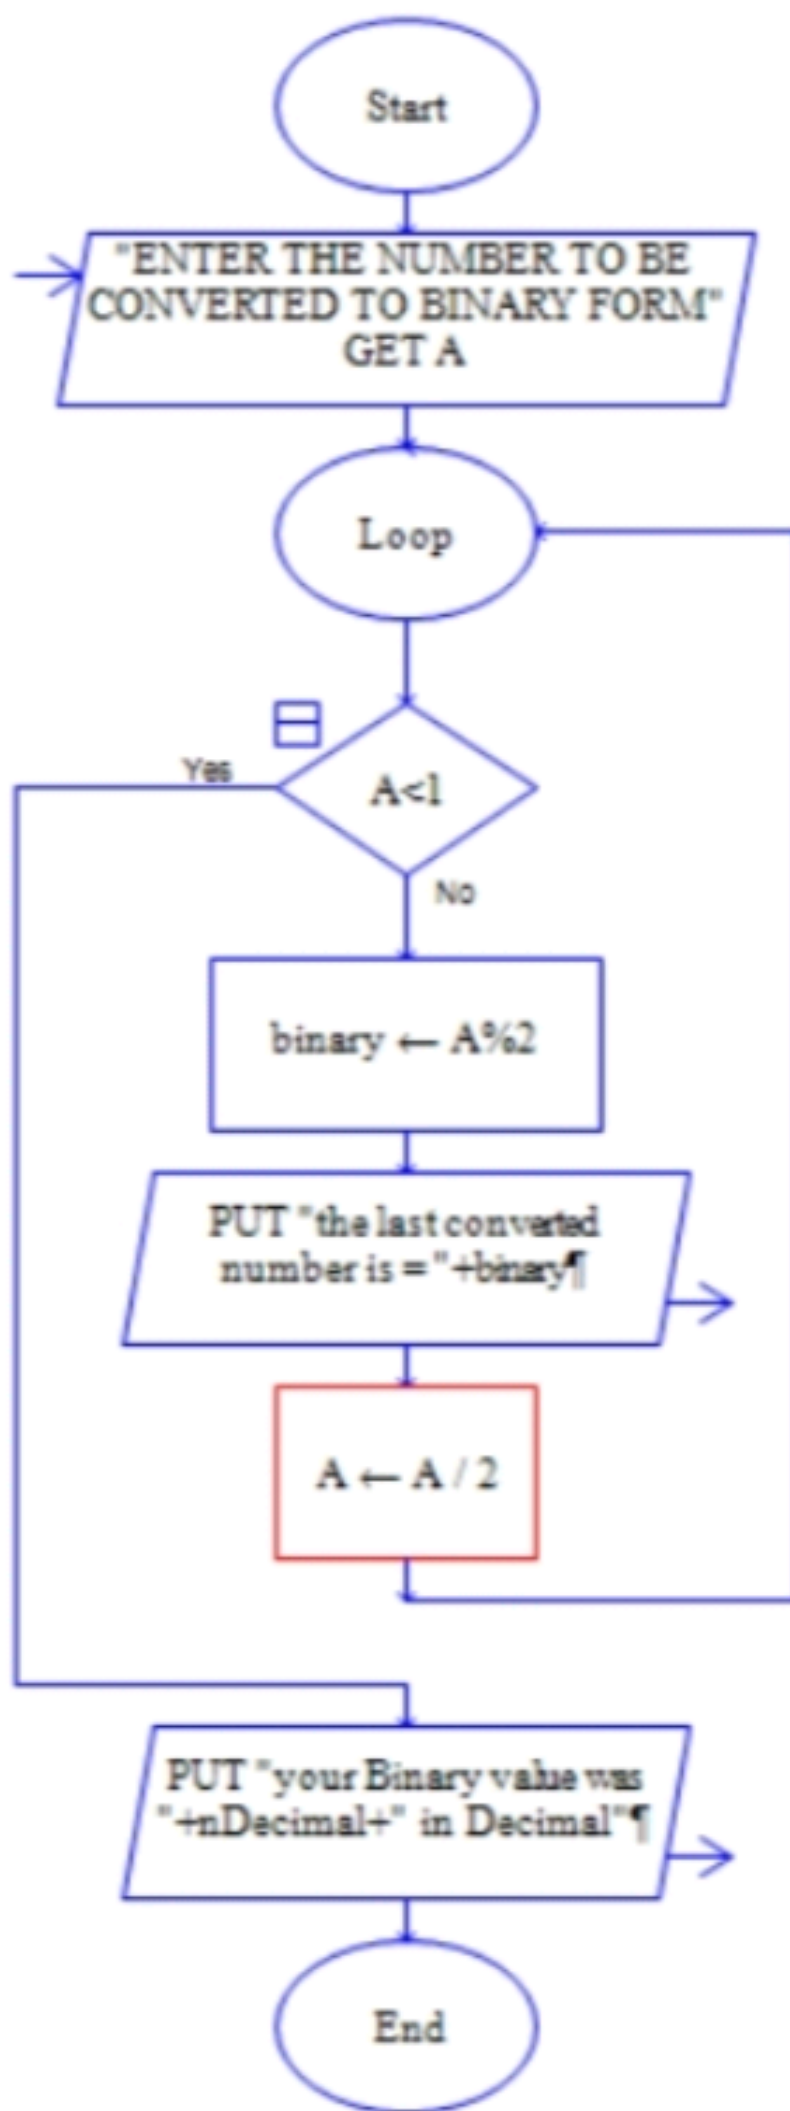 Start
"ENTER THE NUMBER TO BE
CONVERTED TO BINARY FORM"
GET A
Loop
Yes
A<1
No
binary ← A%2
PUT "the last converted
number is = "+binary¶
A ← A / 2
PUT "your Binary value was
"+nDecimal+" in Decimal"¶
End